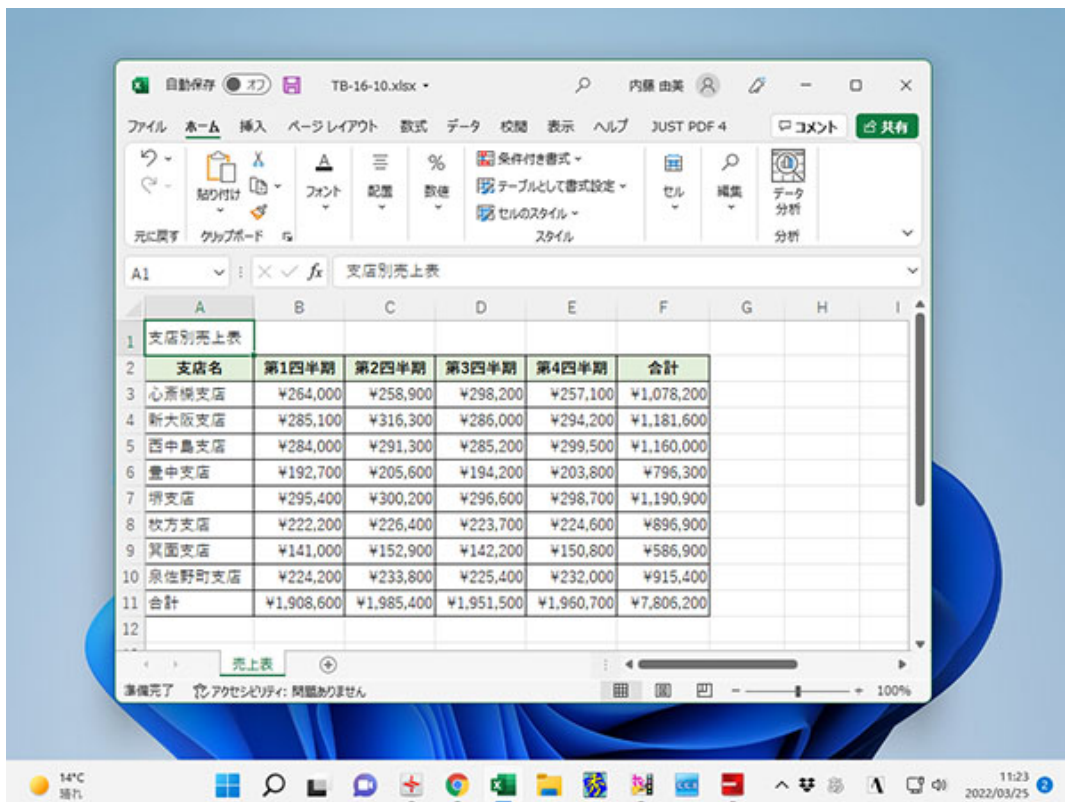 自動保存 オフ TB-16-10.xlsx 内藤 由美
ファイル ホーム 挿入 ページ レイアウト 数式 データ 校閲 表示 ヘルプ JUST PDF 4 コメント 共有
貼り付け フォント 配置 % 数値 条件付き書式 テーブルとして書式設定 セルのスタイル セル 編集 データ 分析
元に戻す クリップボード スタイル 分析
A1 fx 支店別売上表
A B C D E F G H I
1 支店別売上表
2 支店名 第1四半期 第2四半期 第3四半期 第4四半期 合計
3 心斎橋支店 ¥264,000 ¥258,900 ¥298,200 ¥257,100 ¥1,078,200
4 新大阪支店 ¥285,100 ¥316,300 ¥286,000 ¥294,200 ¥1,181,600
5 西中島支店 ¥284,000 ¥291,300 ¥285,200 ¥299,500 ¥1,160,000
6 豊中支店 ¥192,700 ¥205,600 ¥194,200 ¥203,800 ¥796,300
7 堺支店 ¥295,400 ¥300,200 ¥296,600 ¥298,700 ¥1,190,900
8 枚方支店 ¥222,200 ¥226,400 ¥223,700 ¥224,600 ¥896,900
9 箕面支店 ¥141,000 ¥152,900 ¥142,200 ¥150,800 ¥586,900
10 泉佐野町支店 ¥224,200 ¥233,800 ¥225,400 ¥232,000 ¥915,400
11 合計 ¥1,908,600 ¥1,985,400 ¥1,951,500 ¥1,960,700 ¥7,806,200
12
売上表
準備完了 アクセシビリティ: 問題ありません 100%
14°C
晴れ
11:23
2022/03/25 2